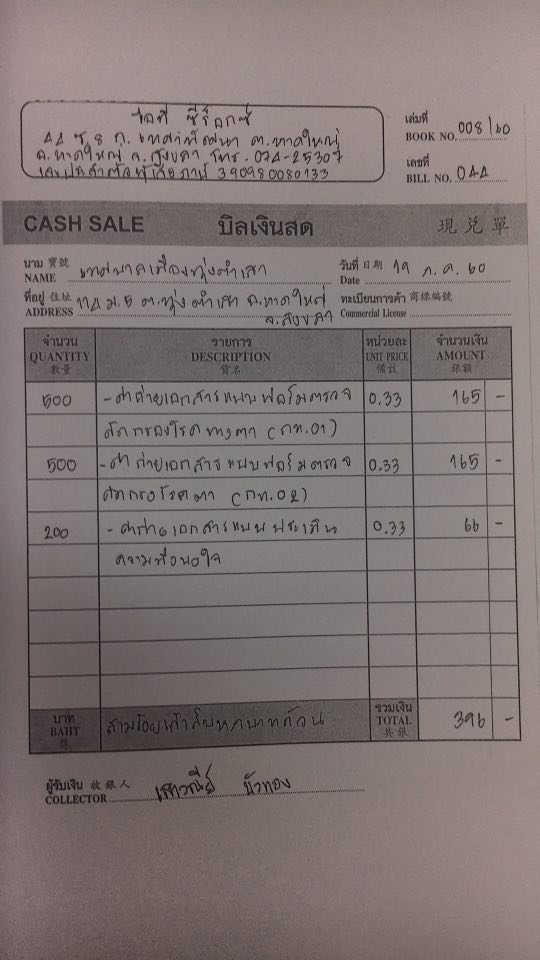 ไอที ซีร็อกซ์
44 ซ.8 ถ. เทศาพัฒนา ต.หาดใหญ่
อ.หาดใหญ่ จ.สงขลา โทร. 074-25307
เลขประจำตัวผู้เสียภาษี 390980080133
เล่มที่
BOOK NO. 008/60
เลขที่
BILL NO. 044
CASH SALE บิลเงินสด 現兌單
นาม 寶號
NAME เทศบาลเมืองทุ่งตำเสา
วันที่ 日期 19 ก.ค. 60
Date
ที่อยู่ 住址
ADDRESS 114 ม.5 ต.ทุ่งตำเสา อ.หาดใหญ่
จ.สงขลา
ทะเบียนการค้า 商標編號
Commercial License
จำนวน รายการ หน่วยละ จำนวนเงิน
QUANTITY DESCRIPTION UNIT PRICE AMOUNT
數量 貨名 備註 銀額
500 -ค่าถ่ายเอกสารแบบฟอร์มตรวจ 0.33 165 -
คัดกรองโรคทางตา (กท.01)
500 -ค่าถ่ายเอกสารแบบฟอร์มตรวจ 0.33 165 -
คัดกรองโรคตา (กท.02)
200 -ค่าถ่ายเอกสารแบบประเมิน 0.33 66 -
ความพึงพอใจ
บาท
BAHT
สามร้อยเก้าสิบหกบาทถ้วน
รวมเงิน
TOTAL 396 -
共銀
ผู้รับเงิน 收銀人
COLLECTOR เสาวณีย์ บัวทอง